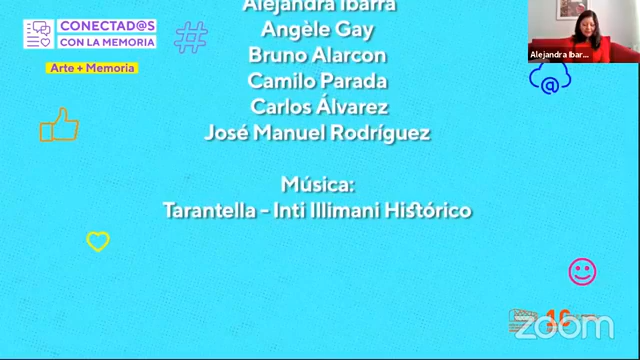 CONECTAD@S
CON LA MEMORIA
Arte + Memoria
Alejandra Ibarra
Angèle Gay
Bruno Alarcon
Camilo Parada
Carlos Álvarez
José Manuel Rodríguez
Música:
Tarantella - Inti Illimani Histórico
Alejandra Ibar...
zoom